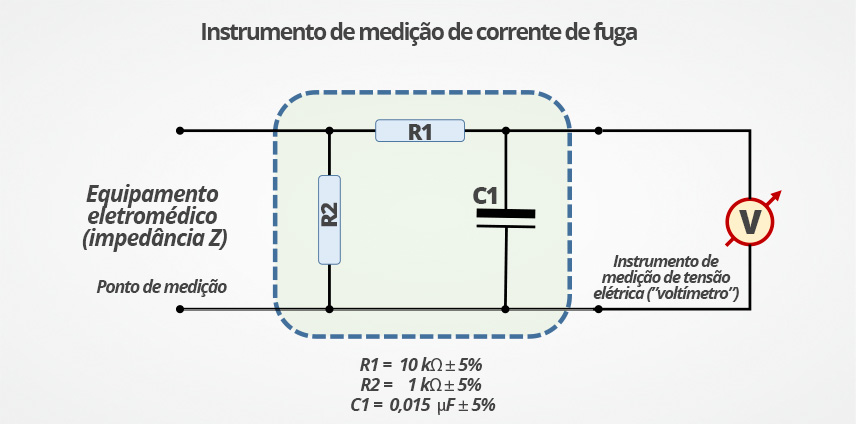 Instrumento de medição de corrente de fuga
R1
Equipamento
eletromédico
(impedância Z)
R2
C1
V
Ponto de medição
Instrumento de
medição de tensão
elétrica (”voltímetro”)
R1 = 10 kΩ ± 5%
R2 = 1 kΩ ± 5%
C1 = 0,015 µF ± 5%